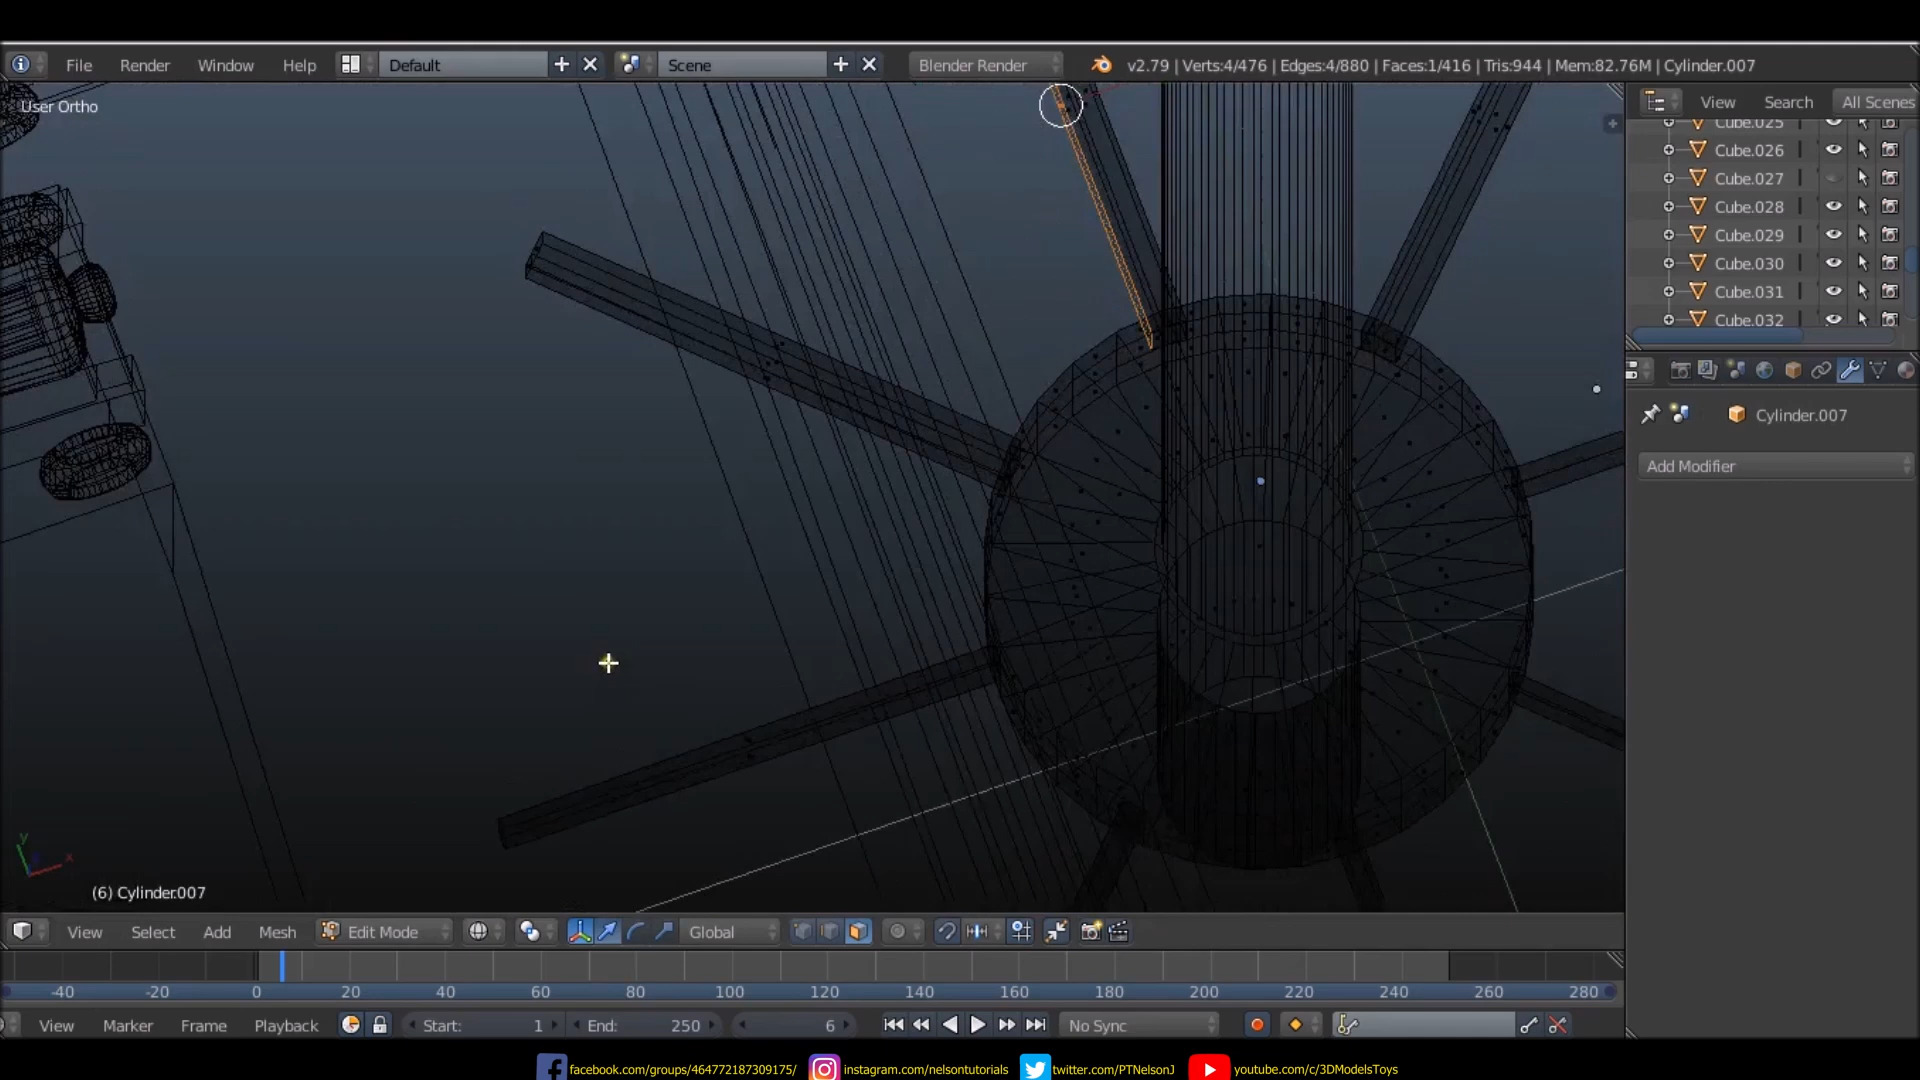 File Render Window Help Default Scene Blender Render v2.79 | Verts:4/476 | Edges:4/880 | Faces:1/416 | Tris:944 | Mem:82.76M | Cylinder.007
User Ortho
View Search All Scenes
Cube.025
Cube.026
Cube.027
Cube.028
Cube.029
Cube.030
Cube.031
Cube.032
Cylinder.007
Add Modifier
y
x
(6) Cylinder.007
View Select Add Mesh Edit Mode Global
-40 -20 0 20 40 60 80 100 120 140 160 180 200 220 240 260 280
View Marker Frame Playback Start: 1 End: 250 6 No Sync
facebook.com/groups/464772187309175/ instagram.com/nelsontutorials twitter.com/PTNelsonJ youtube.com/c/3DModelsToys